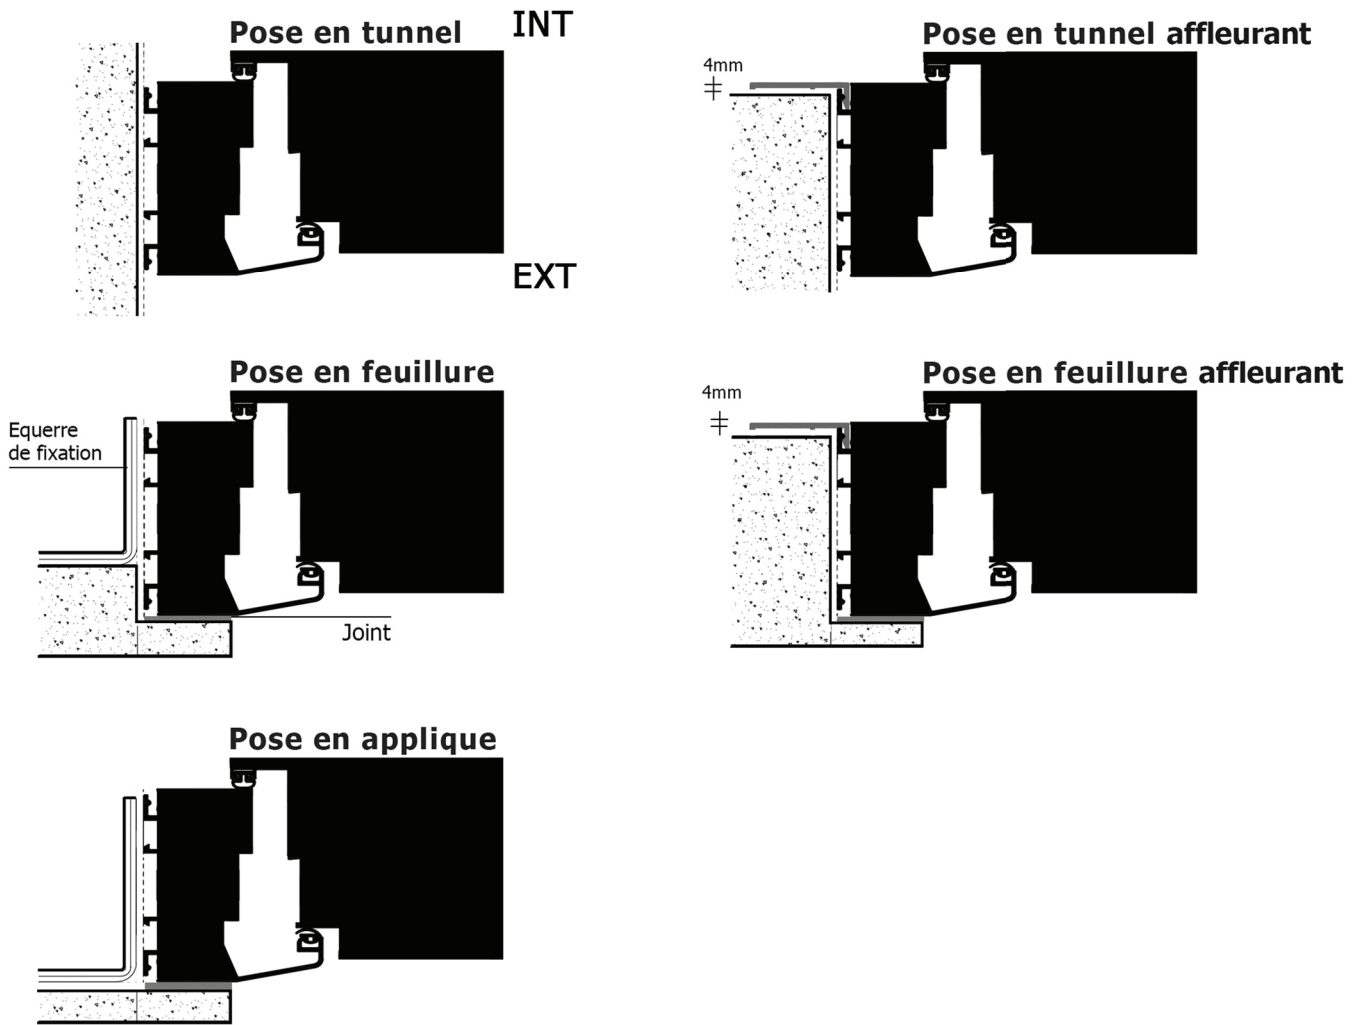 Pose en tunnel
INT
EXT
Pose en tunnel affleurant
4mm
Pose en feuillure
Equerre
de fixation
Joint
Pose en feuillure affleurant
4mm
Pose en applique